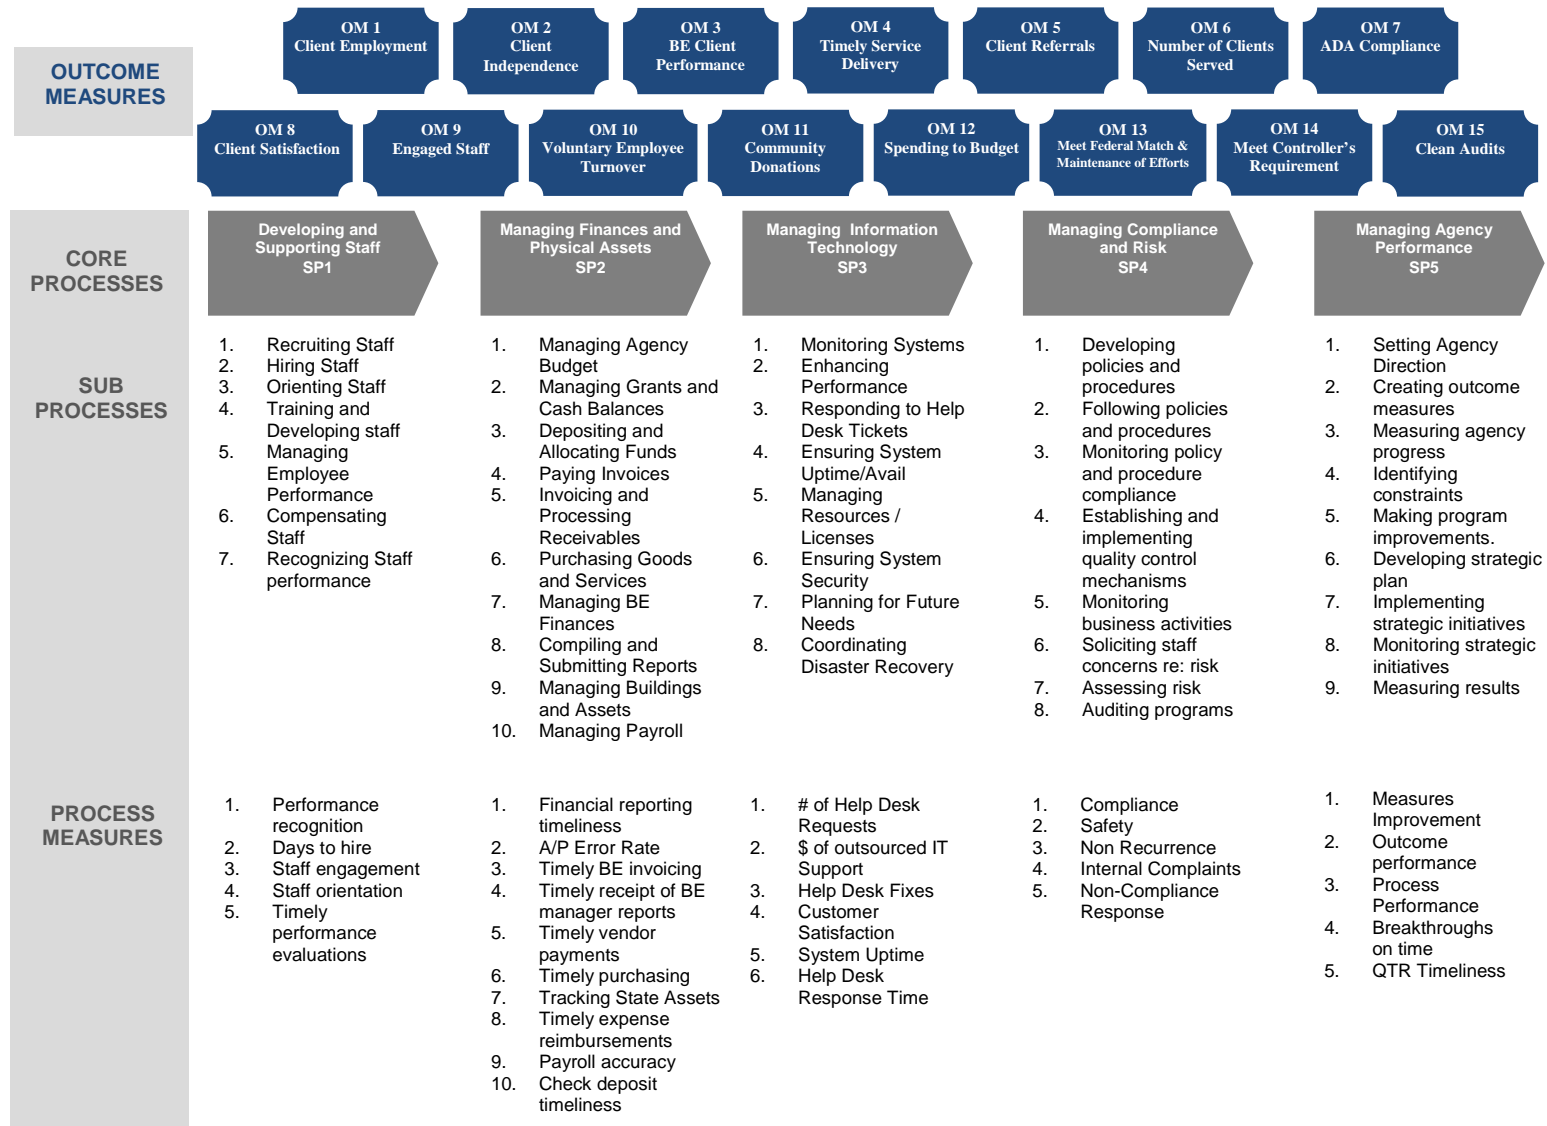 OUTCOME
MEASURES
OM 1
Client Employment
OM 2
Client
Independence
OM 3
BE Client
Performance
OM 4
Timely Service
Delivery
OM 5
Client Referrals
OM 6
Number of Clients
Served
OM 7
ADA Compliance
OM 8
Client Satisfaction
OM 9
Engaged Staff
OM 10
Voluntary Employee
Turnover
OM 11
Community
Donations
OM 12
Spending to Budget
OM 13
Meet Federal Match &
Maintenance of Efforts
OM 14
Meet Controller's
Requirement
OM 15
Clean Audits
CORE
PROCESSES
Developing and
Supporting Staff
SP1
Managing Finances and
Physical Assets
SP2
Managing Information
Technology
SP3
Managing Compliance
and Risk
SP4
Managing Agency
Performance
SP5
SUB
PROCESSES
1. Recruiting Staff
2. Hiring Staff
3. Orienting Staff
4. Training and
Developing staff
5. Managing
Employee
Performance
6. Compensating
Staff
7. Recognizing Staff
performance
1. Managing Agency
Budget
2. Managing Grants and
Cash Balances
3. Depositing and
Allocating Funds
4. Paying Invoices
5. Invoicing and
Processing
Receivables
6. Purchasing Goods
and Services
7. Managing BE
Finances
8. Compiling and
Submitting Reports
9. Managing Buildings
and Assets
10. Managing Payroll
1. Monitoring Systems
2. Enhancing
Performance
3. Responding to Help
Desk Tickets
4. Ensuring System
Uptime/Avail
5. Managing
Resources /
Licenses
6. Ensuring System
Security
7. Planning for Future
Needs
8. Coordinating
Disaster Recovery
1. Developing
policies and
procedures
2. Following policies
and procedures
3. Monitoring policy
and procedure
compliance
4. Establishing and
implementing
quality control
mechanisms
5. Monitoring
business activities
6. Soliciting staff
concerns re: risk
7. Assessing risk
8. Auditing programs
1. Setting Agency
Direction
2. Creating outcome
measures
3. Measuring agency
progress
4. Identifying
constraints
5. Making program
improvements.
6. Developing strategic
plan
7. Implementing
strategic initiatives
8. Monitoring strategic
initiatives
9. Measuring results
PROCESS
MEASURES
1. Performance
recognition
2. Days to hire
3. Staff engagement
4. Staff orientation
5. Timely
performance
evaluations
1. Financial reporting
timeliness
2. A/P Error Rate
3. Timely BE invoicing
4. Timely receipt of BE
manager reports
5. Timely vendor
payments
6. Timely purchasing
7. Tracking State Assets
8. Timely expense
reimbursements
9. Payroll accuracy
10. Check deposit
timeliness
1. # of Help Desk
Requests
2. $ of outsourced IT
Support
3. Help Desk Fixes
4. Customer
Satisfaction
5. System Uptime
6. Help Desk
Response Time
1. Compliance
2. Safety
3. Non Recurrence
4. Internal Complaints
5. Non-Compliance
Response
1. Measures
Improvement
2. Outcome
performance
3. Process
Performance
4. Breakthroughs
on time
5. QTR Timeliness